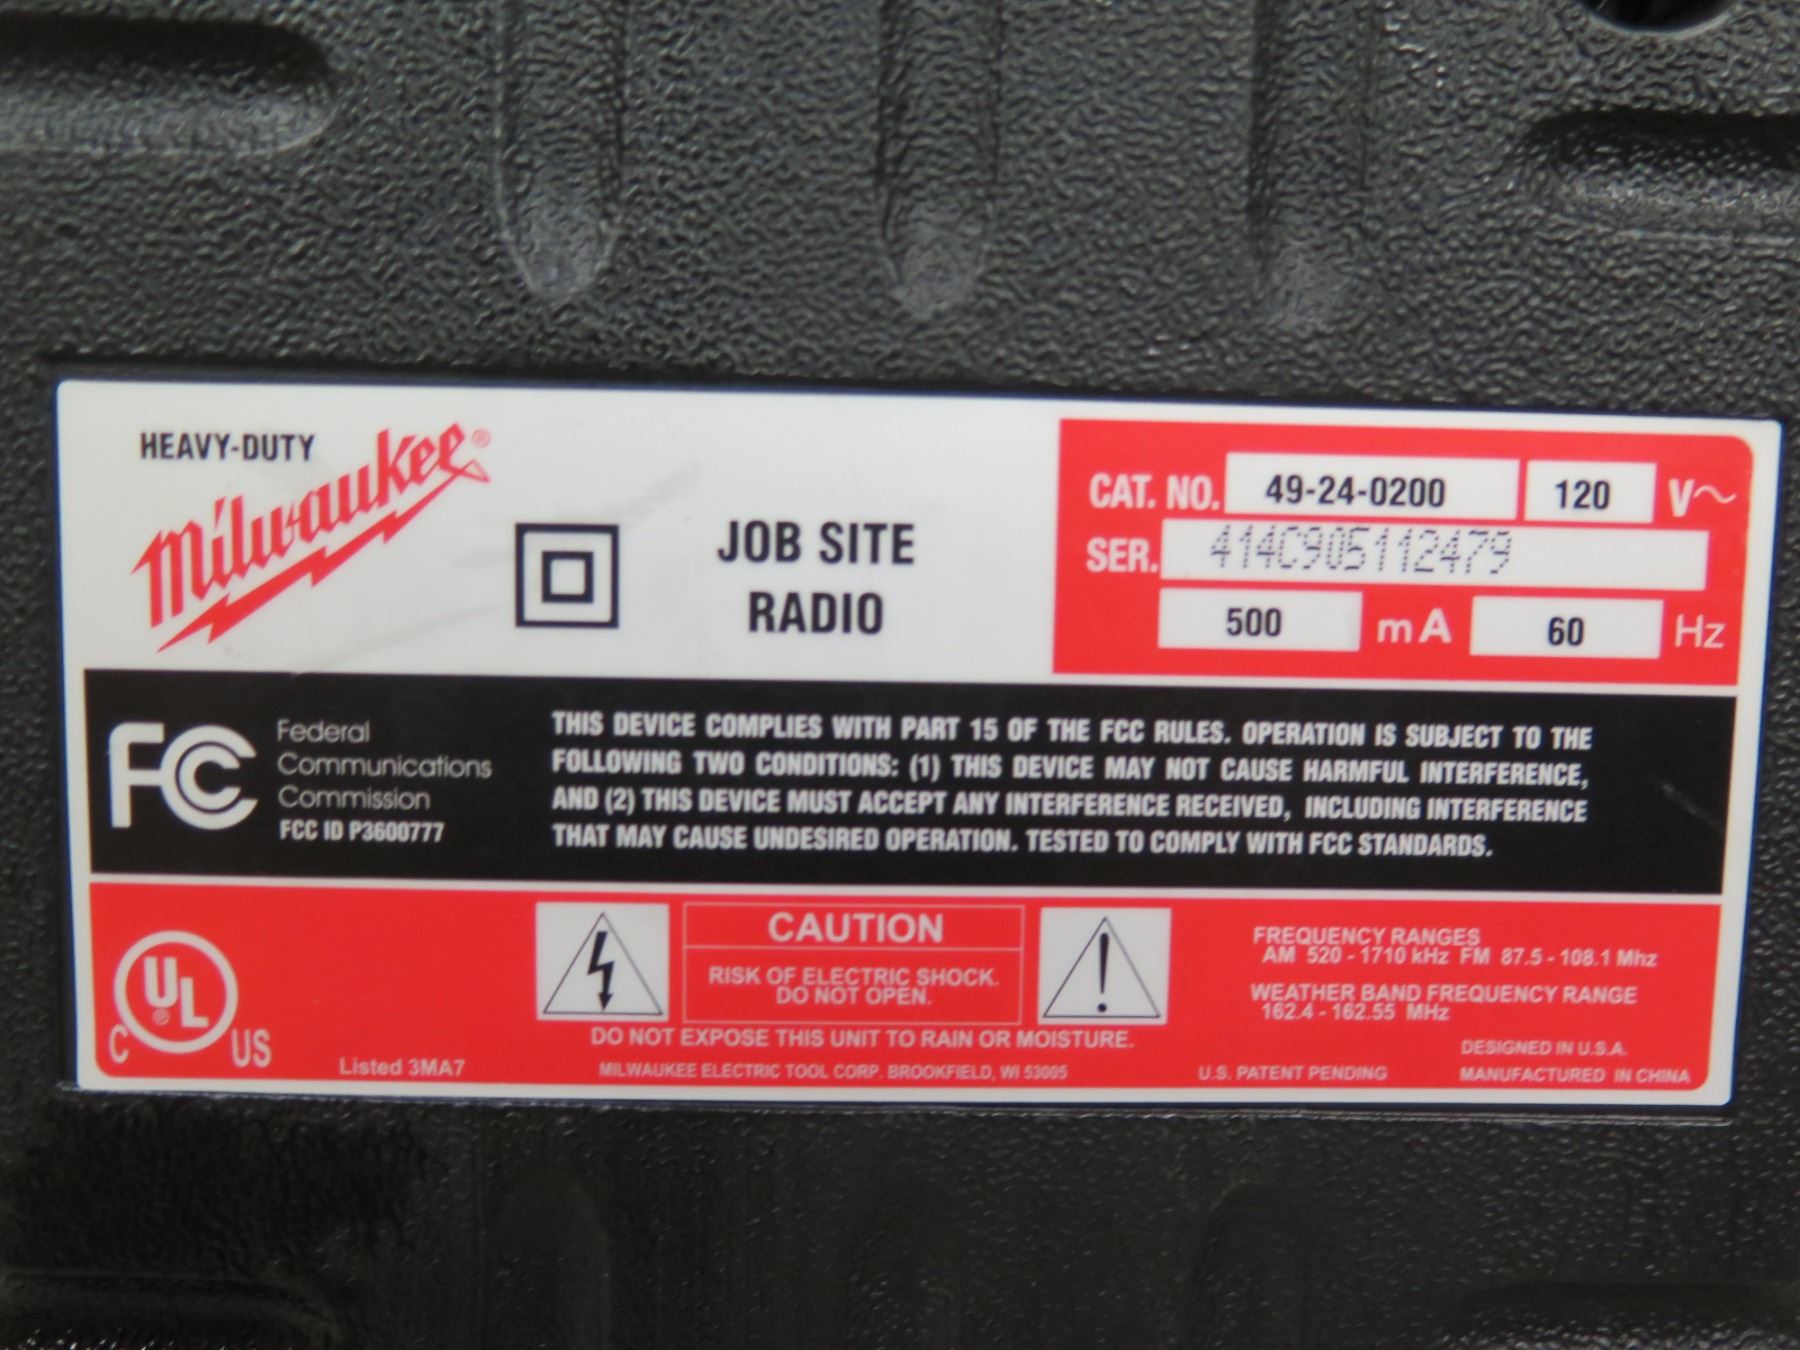 HEAVY-DUTY
Milwaukee®
JOB SITE
RADIO
CAT. NO. 49-24-0200 120 V~
SER. 414C905112479
500 mA 60 Hz
FC Federal
Communications
Commission
FCC ID P3600777
THIS DEVICE COMPLIES WITH PART 15 OF THE FCC RULES. OPERATION IS SUBJECT TO THE
FOLLOWING TWO CONDITIONS: (1) THIS DEVICE MAY NOT CAUSE HARMFUL INTERFERENCE,
AND (2) THIS DEVICE MUST ACCEPT ANY INTERFERENCE RECEIVED, INCLUDING INTERFERENCE
THAT MAY CAUSE UNDESIRED OPERATION. TESTED TO COMPLY WITH FCC STANDARDS.
C UL® US
Listed 3MA7
CAUTION
RISK OF ELECTRIC SHOCK.
DO NOT OPEN.
DO NOT EXPOSE THIS UNIT TO RAIN OR MOISTURE.
MILWAUKEE ELECTRIC TOOL CORP. BROOKFIELD, WI 53005
FREQUENCY RANGES
AM 520 - 1710 kHz FM 87.5 - 108.1 Mhz
WEATHER BAND FREQUENCY RANGE
162.4 - 162.55 MHz
U.S. PATENT PENDING
DESIGNED IN U.S.A.
MANUFACTURED IN CHINA